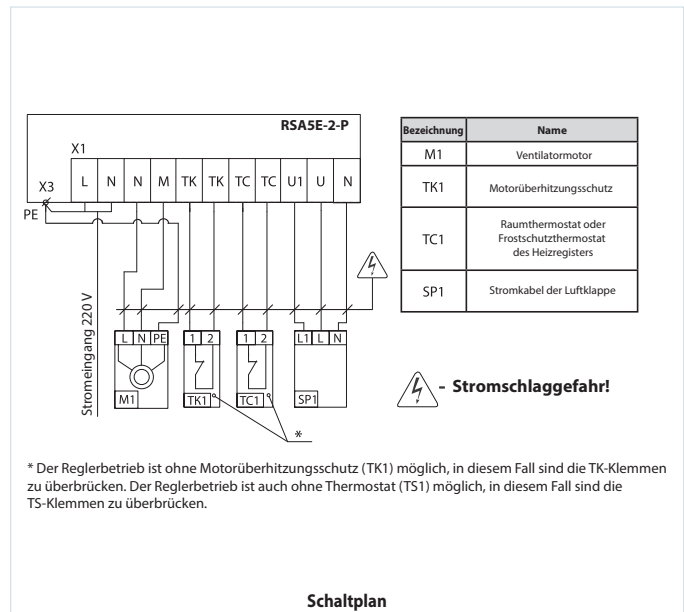 RSA5E-2-P
X1
X3
L N N M TK TK TC TC U1 U N
PE
Stromeingang 220 V
L N PE
1 2
1 2
L1 L N
M1
TK1
TC1
SP1
*
Bezeichnung Name
M1 Ventilatormotor
TK1 Motorüberhitzungsschutz
TC1 Raumthermostat oder
Frostschutzthermostat
des Heizregisters
SP1 Stromkabel der Luftklappe
- Stromschlaggefahr!
* Der Reglerbetrieb ist ohne Motorüberhitzungsschutz (TK1) möglich, in diesem Fall sind die TK-Klemmen
zu überbrücken. Der Reglerbetrieb ist auch ohne Thermostat (TS1) möglich, in diesem Fall sind die
TS-Klemmen zu überbrücken.
Schaltplan